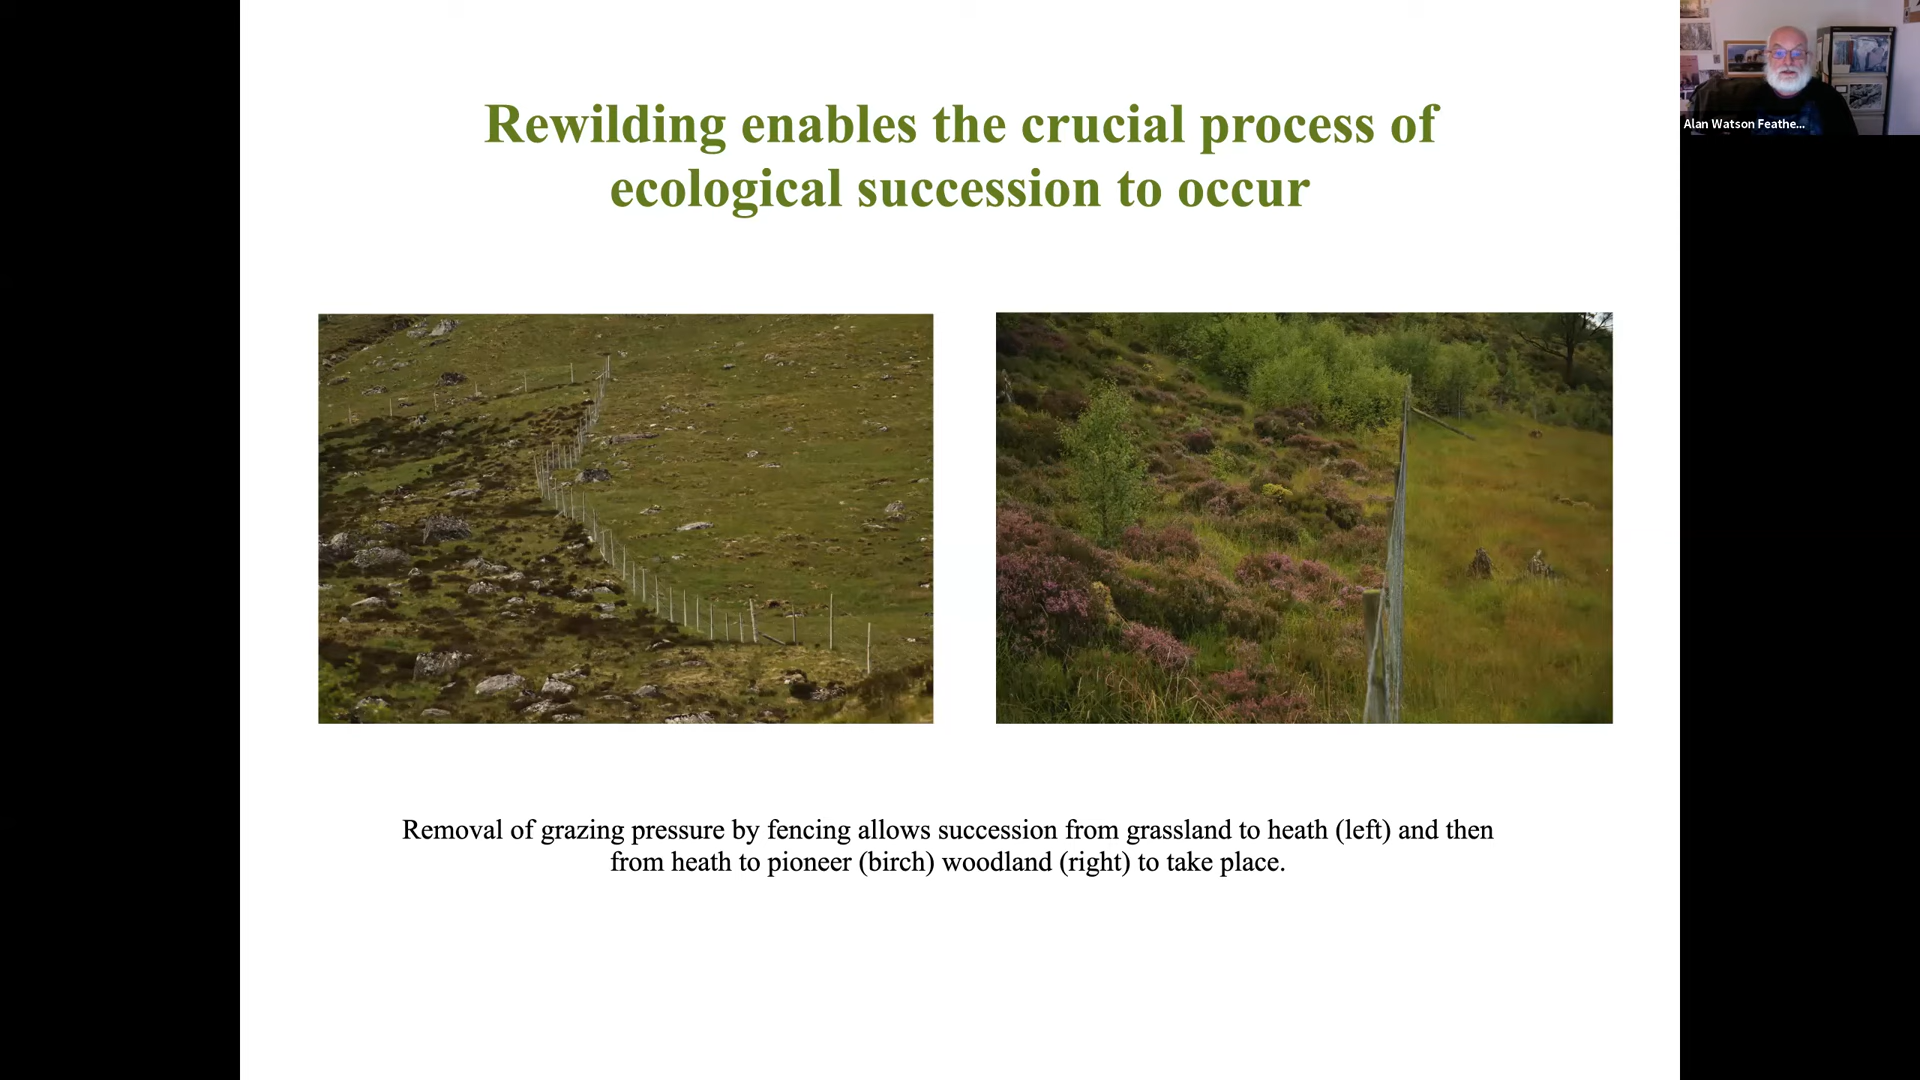 Rewilding enables the crucial process of
ecological succession to occur
Alan Watson Feathe...
Removal of grazing pressure by fencing allows succession from grassland to heath (left) and then
from heath to pioneer (birch) woodland (right) to take place.